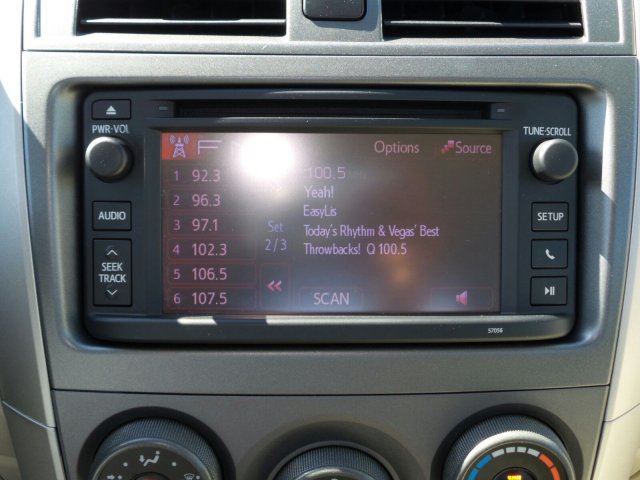 PWR·VOL
TUNE·SCROLL
Options
Source
1 92.3
100.5
2 96.3
Yeah!
EasyLis
AUDIO
3 97.1
Set
Today's Rhythm & Vegas' Best
SETUP
4 102.3
2/3
Throwbacks! Q 100.5
SEEK
TRACK
5 106.5
<<
6 107.5
SCAN
57056